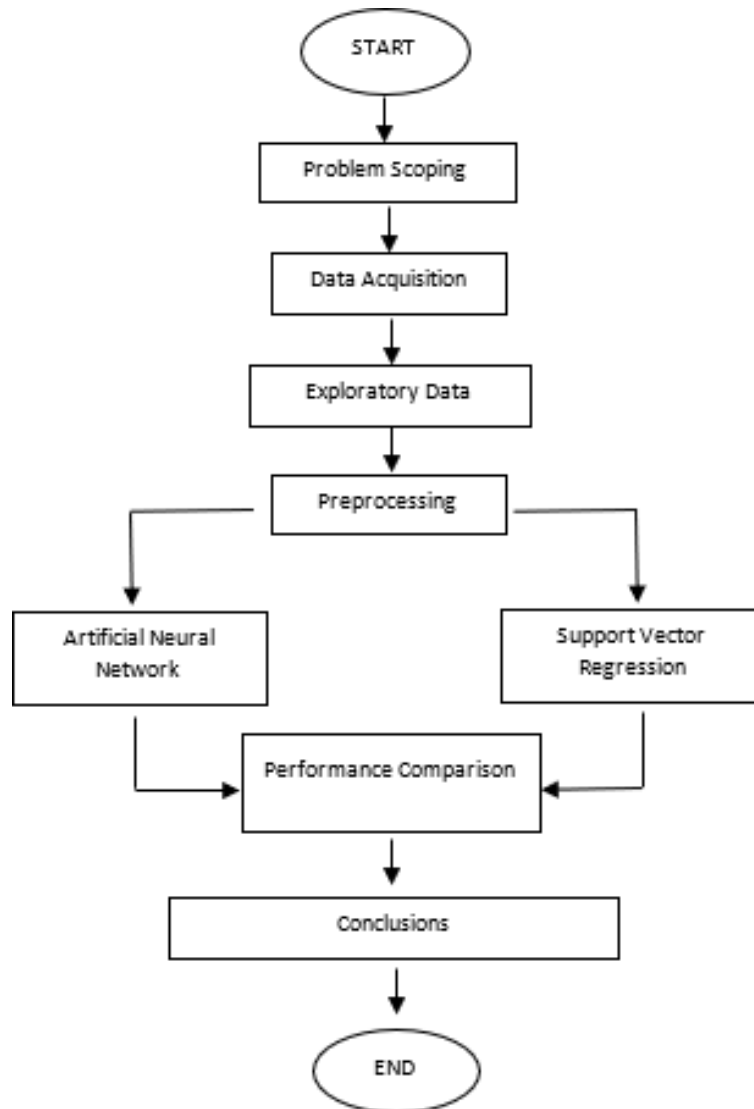 START
Problem Scoping
Data Acquisition
Exploratory Data
Preprocessing
Artificial Neural
Network
Support Vector
Regression
Performance Comparison
Conclusions
END